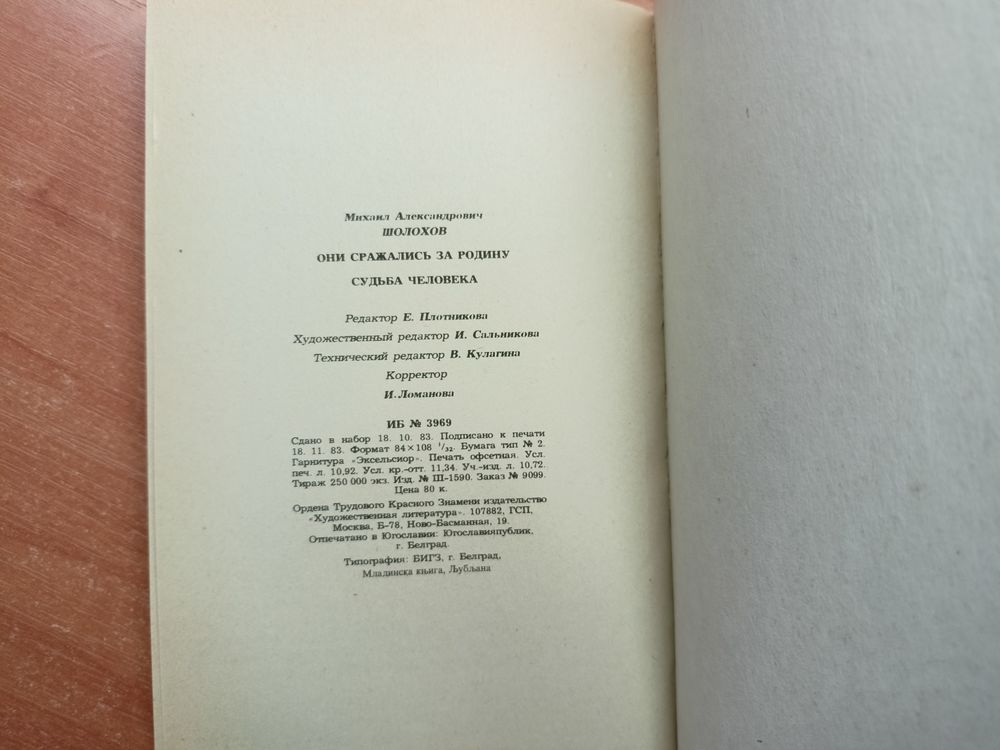 Михаил Александрович
ШОЛОХОВ
ОНИ СРАЖАЛИСЬ ЗА РОДИНУ
СУДЬБА ЧЕЛОВЕКА
Редактор Е. Плотникова
Художественный редактор И. Сальникова
Технический редактор В. Кулагина
Корректор
И. Ломанова
ИБ № 3969
Сдано в набор 18. 10. 83. Подписано к печати
18. 11. 83. Формат 84×108 1/32. Бумага тип № 2.
Гарнитура «Эксельсиор». Печать офсетная. Усл.
печ. л. 10,92. Усл. кр.-отт. 11,34. Уч.-изд. л. 10,72.
Тираж 250 000 экз. Изд. № Ш-1590. Заказ № 9099.
Цена 80 к.
Ордена Трудового Красного Знамени издательство
«Художественная литература». 107882, ГСП,
Москва, Б-78, Ново-Басманная, 19.
Отпечатано в Югославии: Югославияпублик,
г. Белград.
Типография: БИГЗ, г. Белград,
Младинска књига, Љубљана